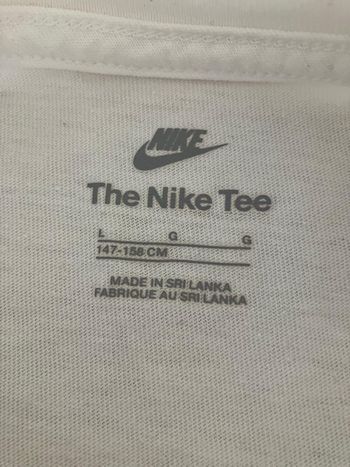 NIKE
The Nike Tee
L G G
147-158 CM
MADE IN SRI LANKA
FABRIQUE AU SRI LANKA